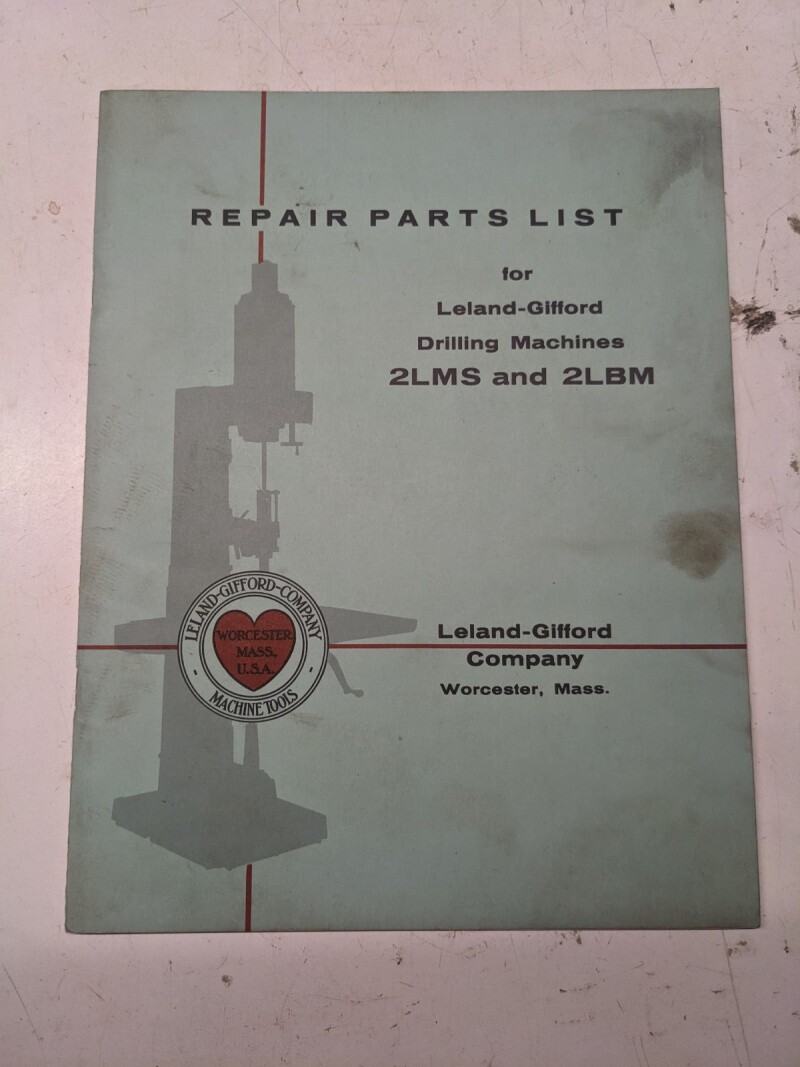 REPAIR PARTS LIST
for
Leland-Gifford
Drilling Machines
2LMS and 2LBM
LELAND-GIFFORD-COMPANY
WORCESTER
MASS.,
U.S.A.
- MACHINE TOOLS -
Leland-Gifford
Company
Worcester, Mass.